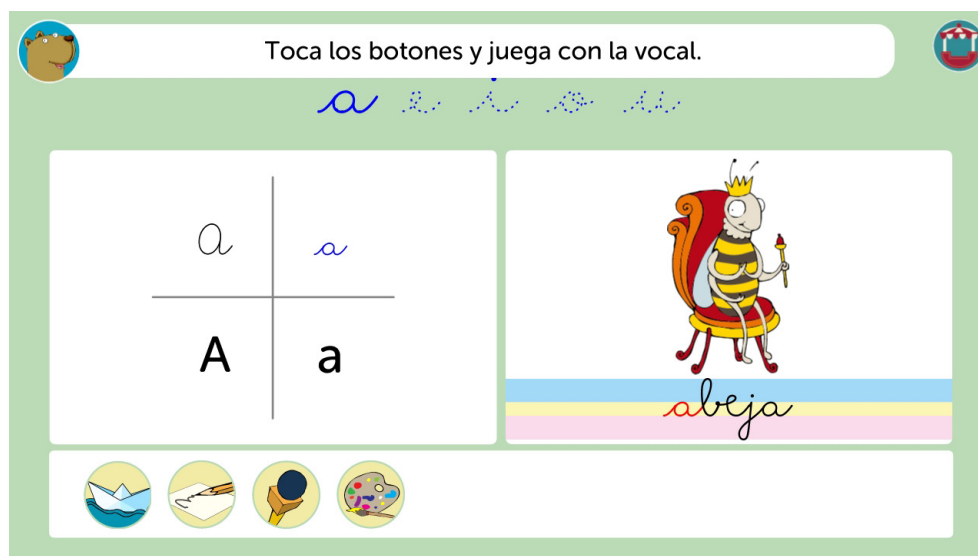 Toca los botones y juega con la vocal.
a e i o u
a a
A a
abeja